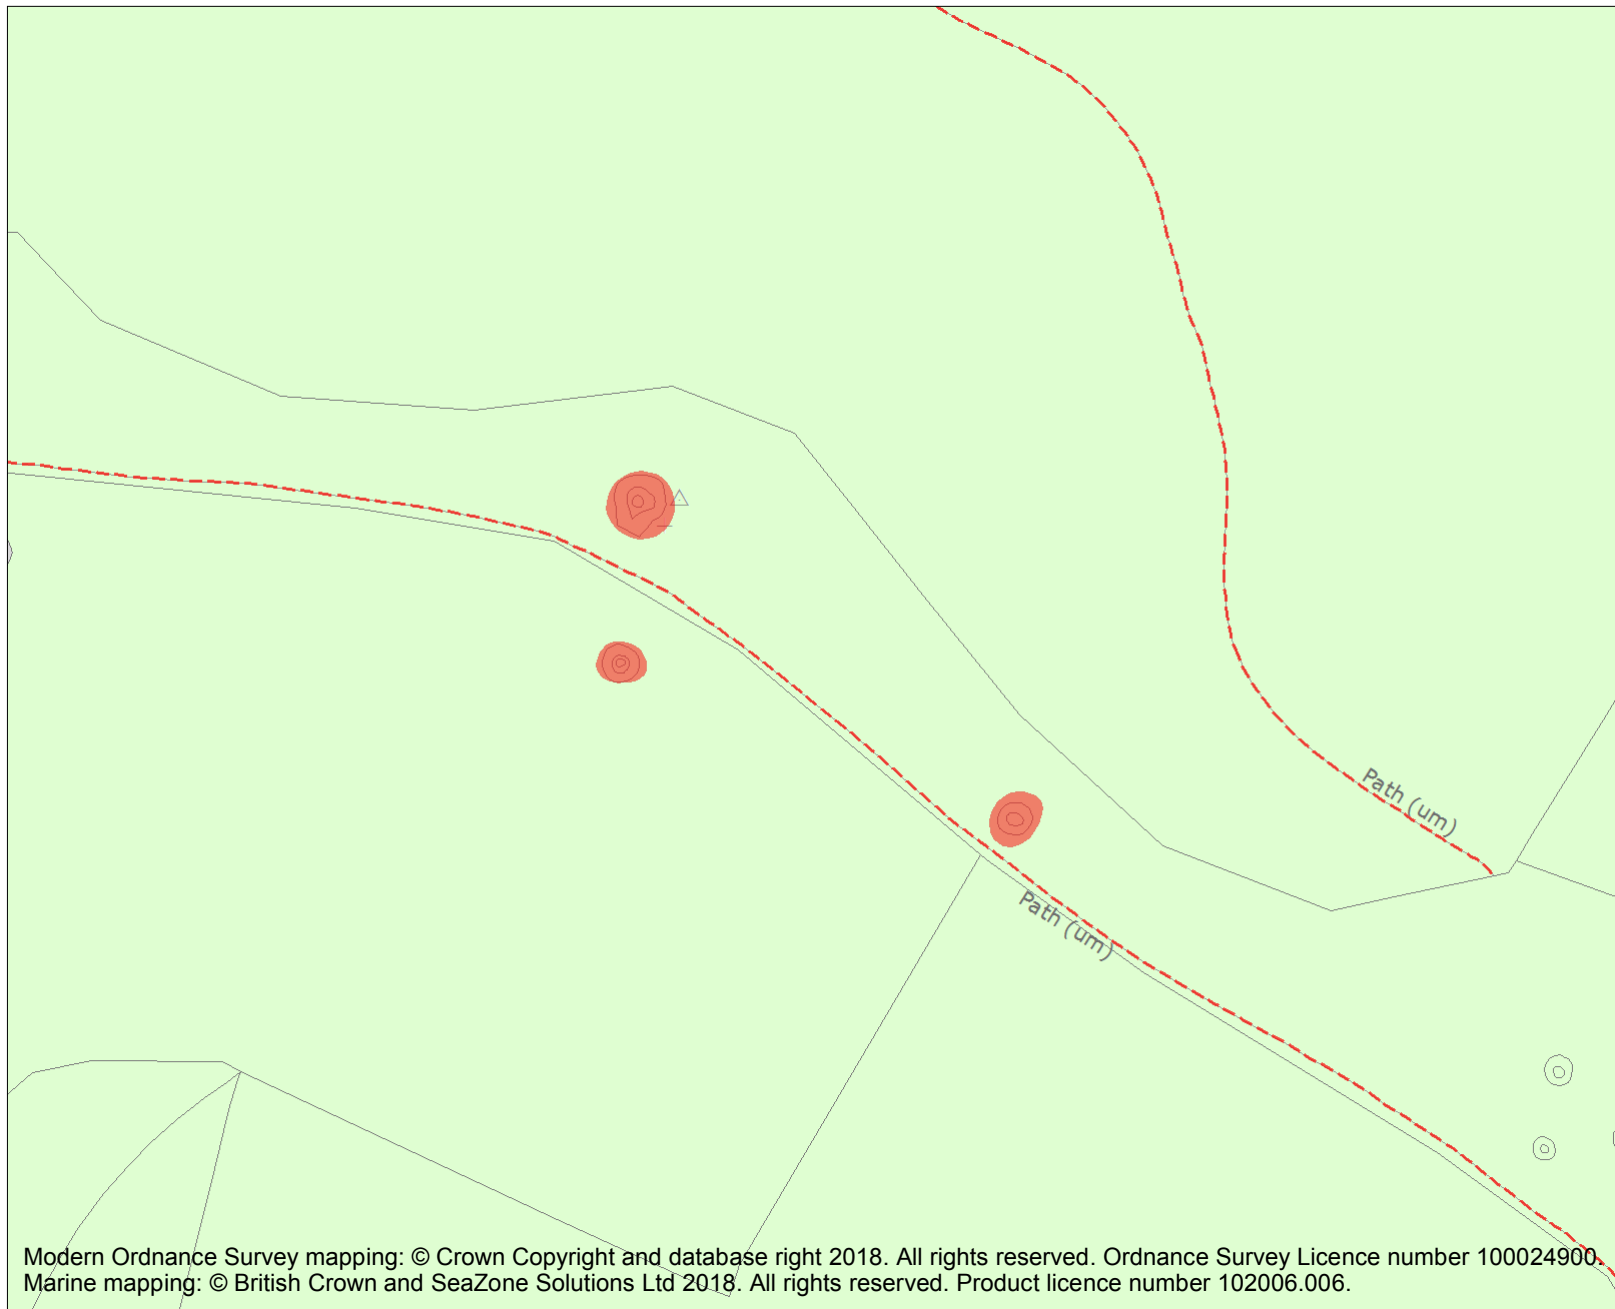 Path (um)
Path (um)
Modern Ordnance Survey mapping: © Crown Copyright and database right 2018. All rights reserved. Ordnance Survey Licence number 100024900.
Marine mapping: © British Crown and SeaZone Solutions Ltd 2018. All rights reserved. Product licence number 102006.006.